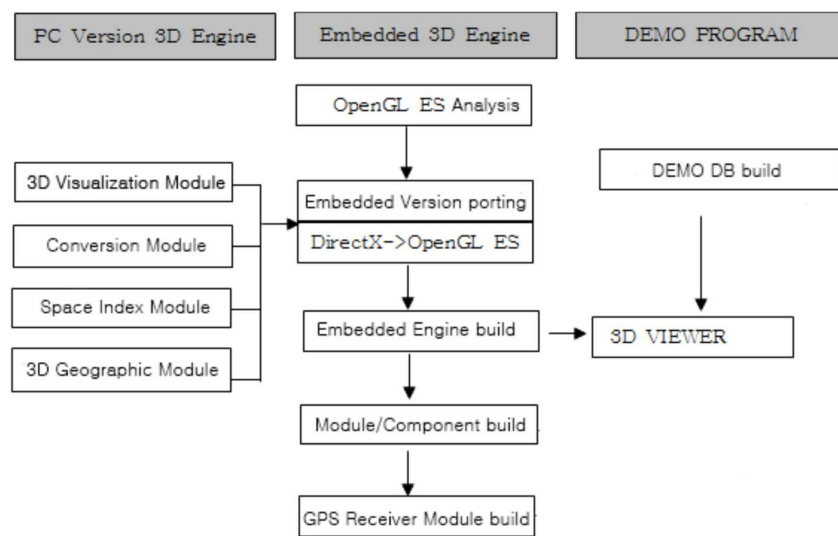 PC Version 3D Engine
Embedded 3D Engine
DEMO PROGRAM
OpenGL ES Analysis
3D Visualization Module
Conversion Module
Space Index Module
3D Geographic Module
Embedded Version porting
DirectX->OpenGL ES
Embedded Engine build
Module/Component build
GPS Receiver Module build
DEMO DB build
3D VIEWER